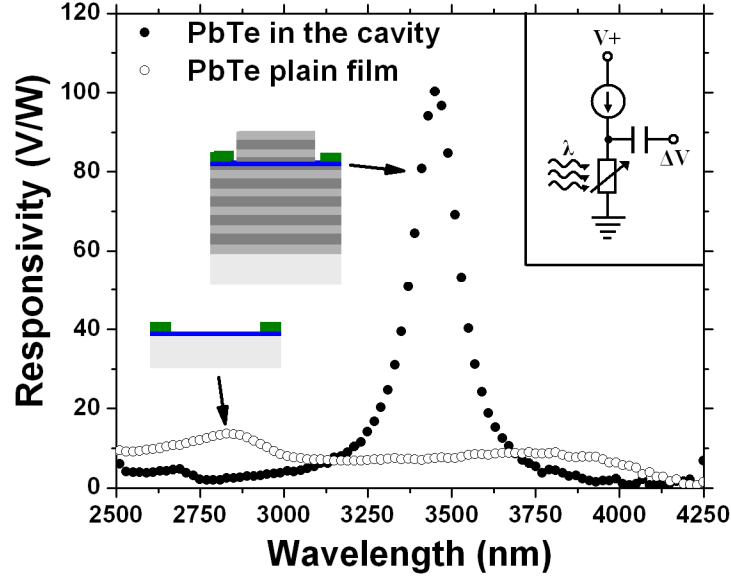 PbTe in the cavity
PbTe plain film
V+
λ
ΔV
Responsivity (V/W)
120
100
80
60
40
20
0
2500 2750 3000 3250 3500 3750 4000 4250
Wavelength (nm)